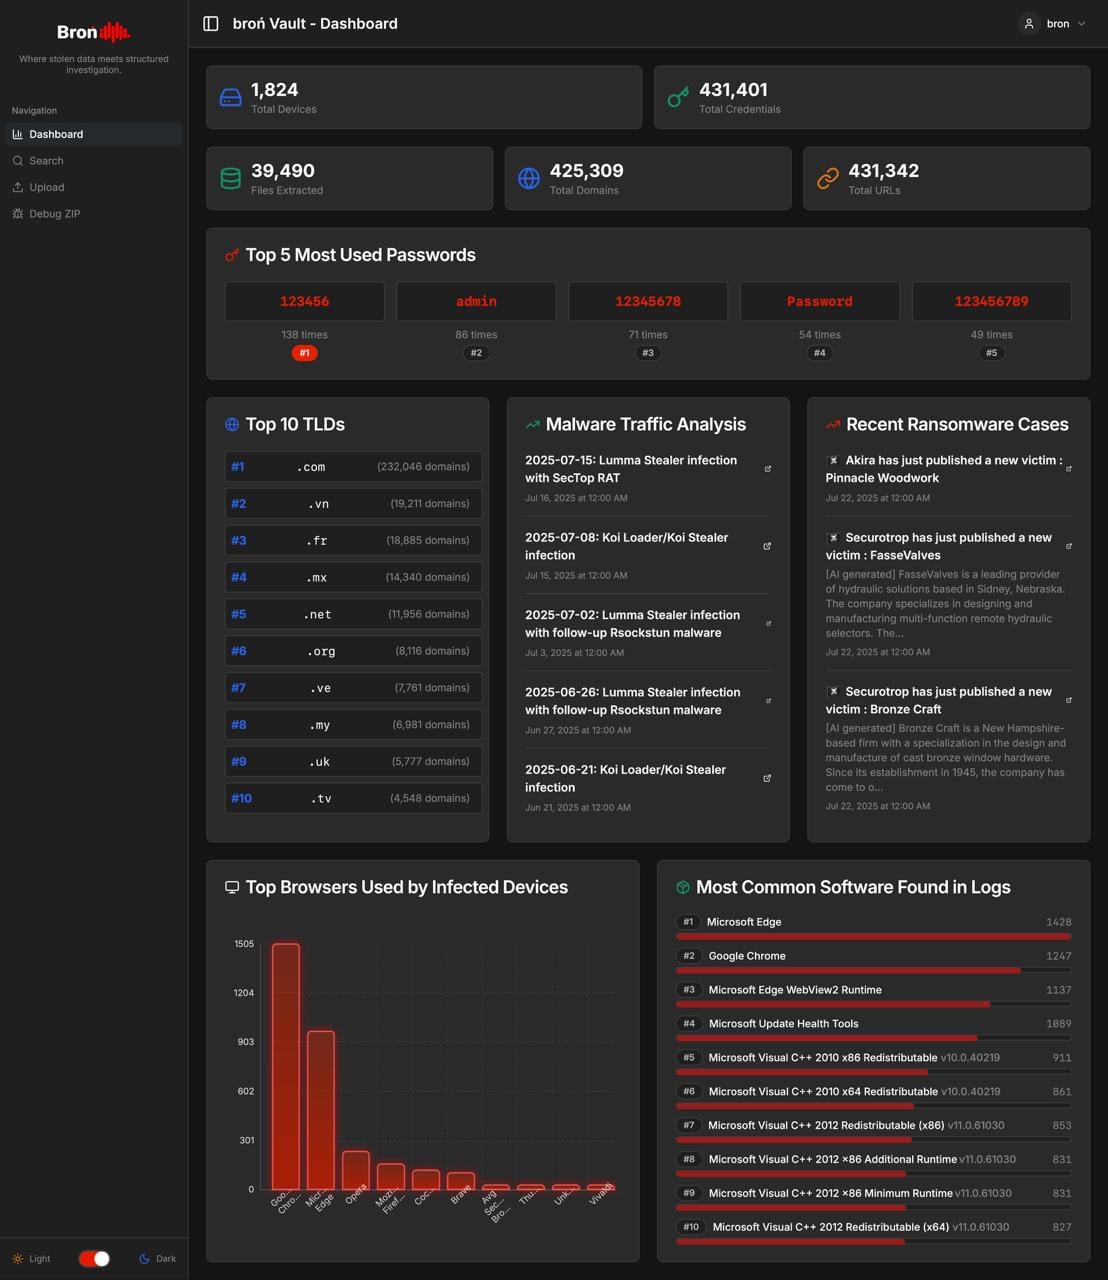 Broń
Where stolen data meets structured
investigation.
Navigation
Dashboard
Search
Upload
Debug ZIP
Light
Dark
broń Vault - Dashboard
bron
1,824
Total Devices
431,401
Total Credentials
39,490
Files Extracted
425,309
Total Domains
431,342
Total URLs
Top 5 Most Used Passwords
123456
138 times
#1
admin
86 times
#2
12345678
71 times
#3
Password
54 times
#4
123456789
49 times
#5
Top 10 TLDs
#1 .com (232,046 domains)
#2 .vn (19,211 domains)
#3 .fr (18,885 domains)
#4 .mx (14,340 domains)
#5 .net (11,956 domains)
#6 .org (8,116 domains)
#7 .ve (7,761 domains)
#8 .my (6,981 domains)
#9 .uk (5,777 domains)
#10 .tv (4,548 domains)
Malware Traffic Analysis
2025-07-15: Lumma Stealer infection
with SecTop RAT
Jul 16, 2025 at 12:00 AM
2025-07-08: Koi Loader/Koi Stealer
infection
Jul 15, 2025 at 12:00 AM
2025-07-02: Lumma Stealer infection
with follow-up Rsockstun malware
Jul 3, 2025 at 12:00 AM
2025-06-26: Lumma Stealer infection
with follow-up Rsockstun malware
Jun 27, 2025 at 12:00 AM
2025-06-21: Koi Loader/Koi Stealer
infection
Jun 21, 2025 at 12:00 AM
Recent Ransomware Cases
Akira has just published a new victim :
Pinnacle Woodwork
Jul 22, 2025 at 12:00 AM
Securotrop has just published a new
victim : FasseValves
[AI generated] FasseValves is a leading provider
of hydraulic solutions based in Sidney, Nebraska.
The company specializes in designing and
manufacturing multi-function remote hydraulic
selectors. The...
Jul 22, 2025 at 12:00 AM
Securotrop has just published a new
victim : Bronze Craft
[AI generated] Bronze Craft is a New Hampshire-
based firm with a specialization in the design and
manufacture of cast bronze window hardware.
Since its establishment in 1945, the company has
come to o...
Jul 22, 2025 at 12:00 AM
Top Browsers Used by Infected Devices
1505
1204
903
602
301
0
Goo...
Chro...
Micr...
Edge
Opera
Mozi...
Firef...
Coc...
Brave
Avg
Sec...
Bro...
Thu...
Unk...
Vivaldi
Most Common Software Found in Logs
#1 Microsoft Edge 1428
#2 Google Chrome 1247
#3 Microsoft Edge WebView2 Runtime 1137
#4 Microsoft Update Health Tools 1089
#5 Microsoft Visual C++ 2010 x86 Redistributable v10.0.40219 911
#6 Microsoft Visual C++ 2010 x64 Redistributable v10.0.40219 861
#7 Microsoft Visual C++ 2012 Redistributable (x86) v11.0.61030 853
#8 Microsoft Visual C++ 2012 x86 Additional Runtime v11.0.61030 831
#9 Microsoft Visual C++ 2012 x86 Minimum Runtime v11.0.61030 831
#10 Microsoft Visual C++ 2012 Redistributable (x64) v11.0.61030 827